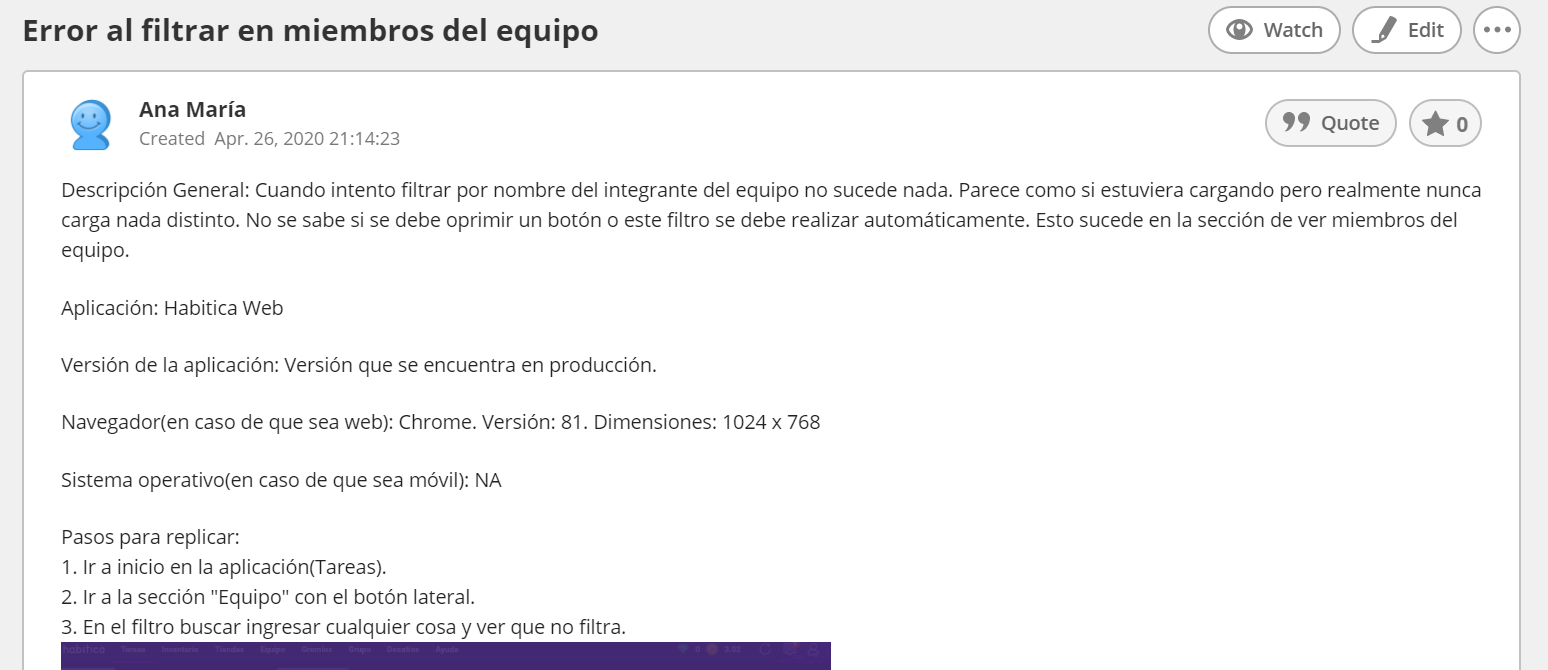 Error al filtrar en miembros del equipo
Watch
Edit
Ana María
Created Apr. 26, 2020 21:14:23
Quote
0
Descripción General: Cuando intento filtrar por nombre del integrante del equipo no sucede nada. Parece como si estuviera cargando pero realmente nunca
carga nada distinto. No se sabe si se debe oprimir un botón o este filtro se debe realizar automáticamente. Esto sucede en la sección de ver miembros del
equipo.
Aplicación: Habitica Web
Versión de la aplicación: Versión que se encuentra en producción.
Navegador(en caso de que sea web): Chrome. Versión: 81. Dimensiones: 1024 x 768
Sistema operativo(en caso de que sea móvil): NA
Pasos para replicar:
1. Ir a inicio en la aplicación(Tareas).
2. Ir a la sección "Equipo" con el botón lateral.
3. En el filtro buscar ingresar cualquier cosa y ver que no filtra.
habitica Tareas Inventario Tiendas Equipo Gremios Grupo Desafíos Ayuda 0 3.02